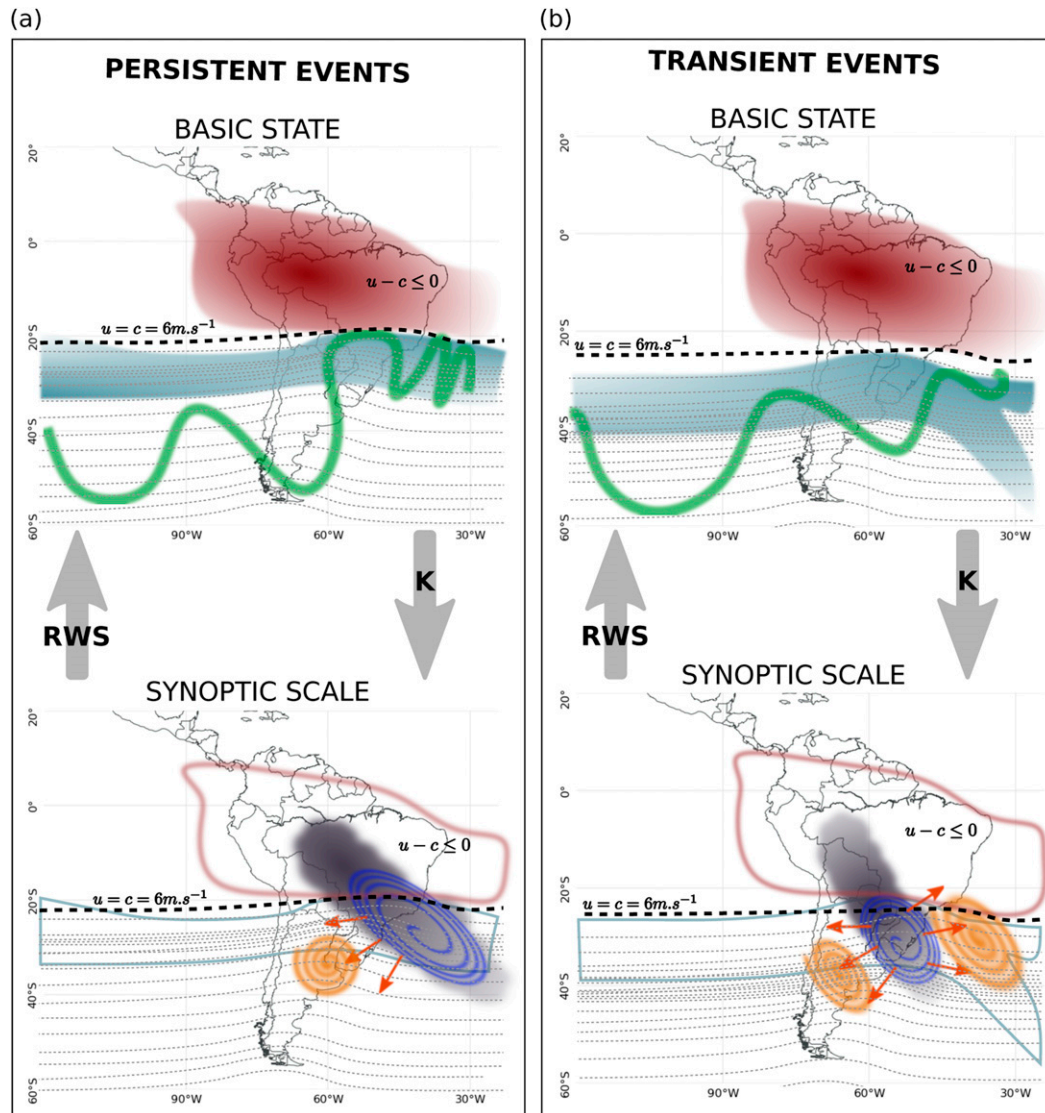 (a)
PERSISTENT EVENTS
BASIC STATE
20°
0°
20°S
40°S
60°S
u − c ≤ 0
u = c = 6m.s⁻¹
90°W 60°W 30°W
RWS
K
SYNOPTIC SCALE
20°
0°
20°S
40°S
60°S
u − c ≤ 0
u = c = 6m.s⁻¹
90°W 60°W 30°W
(b)
TRANSIENT EVENTS
BASIC STATE
20°
0°
20°S
40°S
60°S
u − c ≤ 0
u = c = 6m.s⁻¹
90°W 60°W 30°W
RWS
K
SYNOPTIC SCALE
20°
0°
20°S
40°S
60°S
u − c ≤ 0
u = c = 6m.s⁻¹
90°W 60°W 30°W